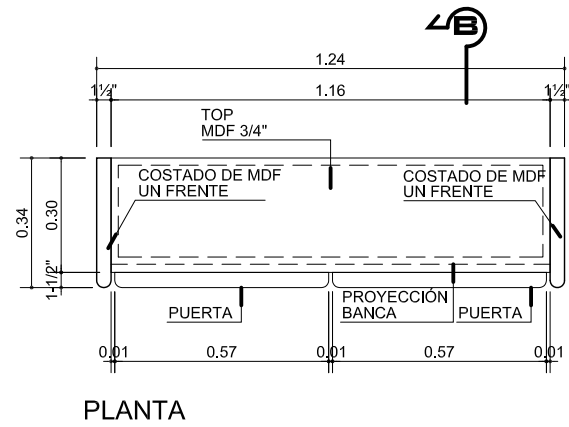 B
1.24
1½" 1.16 1½"
TOP
MDF 3/4"
COSTADO DE MDF
UN FRENTE
COSTADO DE MDF
UN FRENTE
0.34
0.30
1-1/2"
PUERTA
PROYECCIÓN
BANCA
PUERTA
0.01 0.57 0.01 0.57 0.01
PLANTA